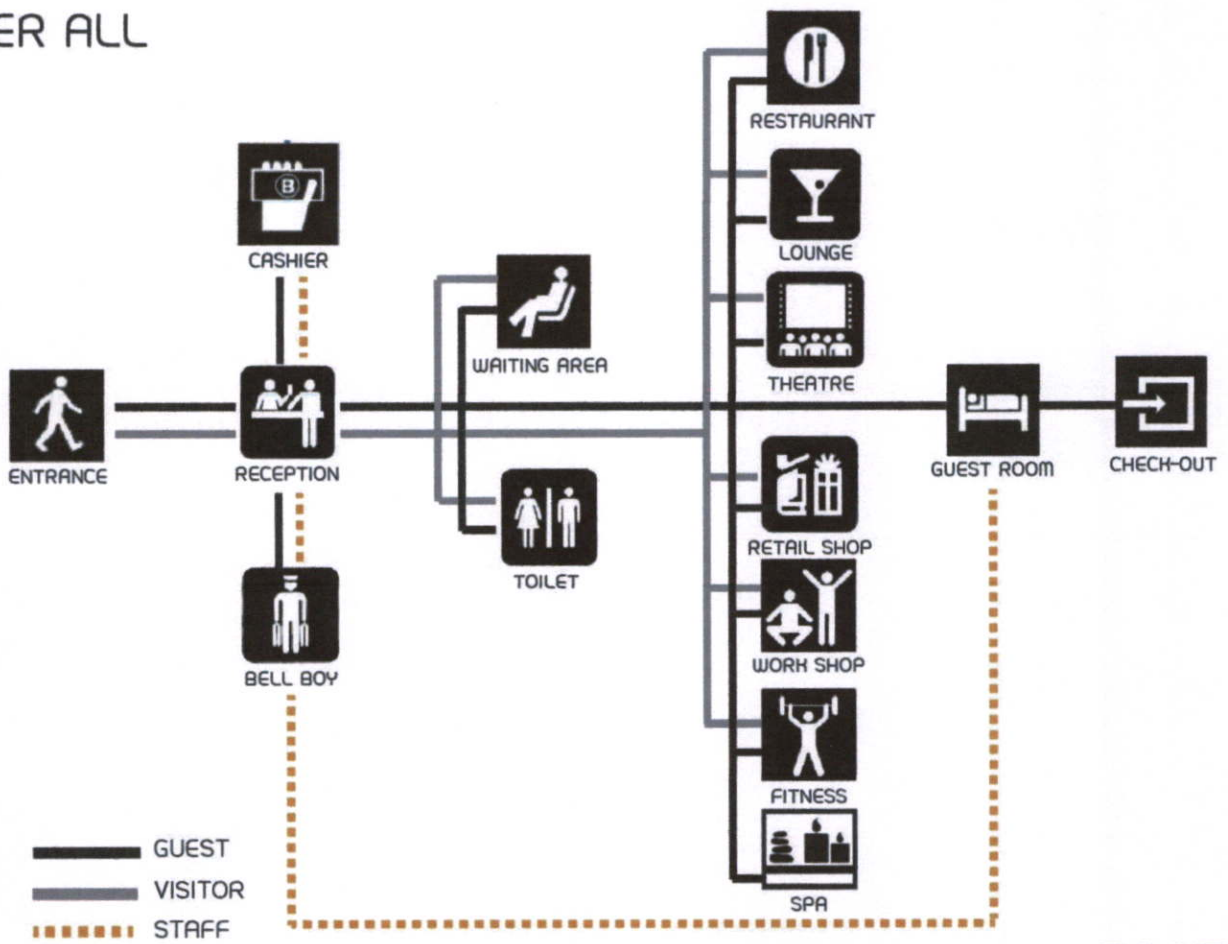 ER ALL
RESTAURANT
CASHIER
B
LOUNGE
WAITING AREA
THEATRE
ENTRANCE
RECEPTION
GUEST ROOM
CHECK-OUT
RETAIL SHOP
TOILET
BELL BOY
WORK SHOP
FITNESS
SPA
GUEST
VISITOR
STAFF